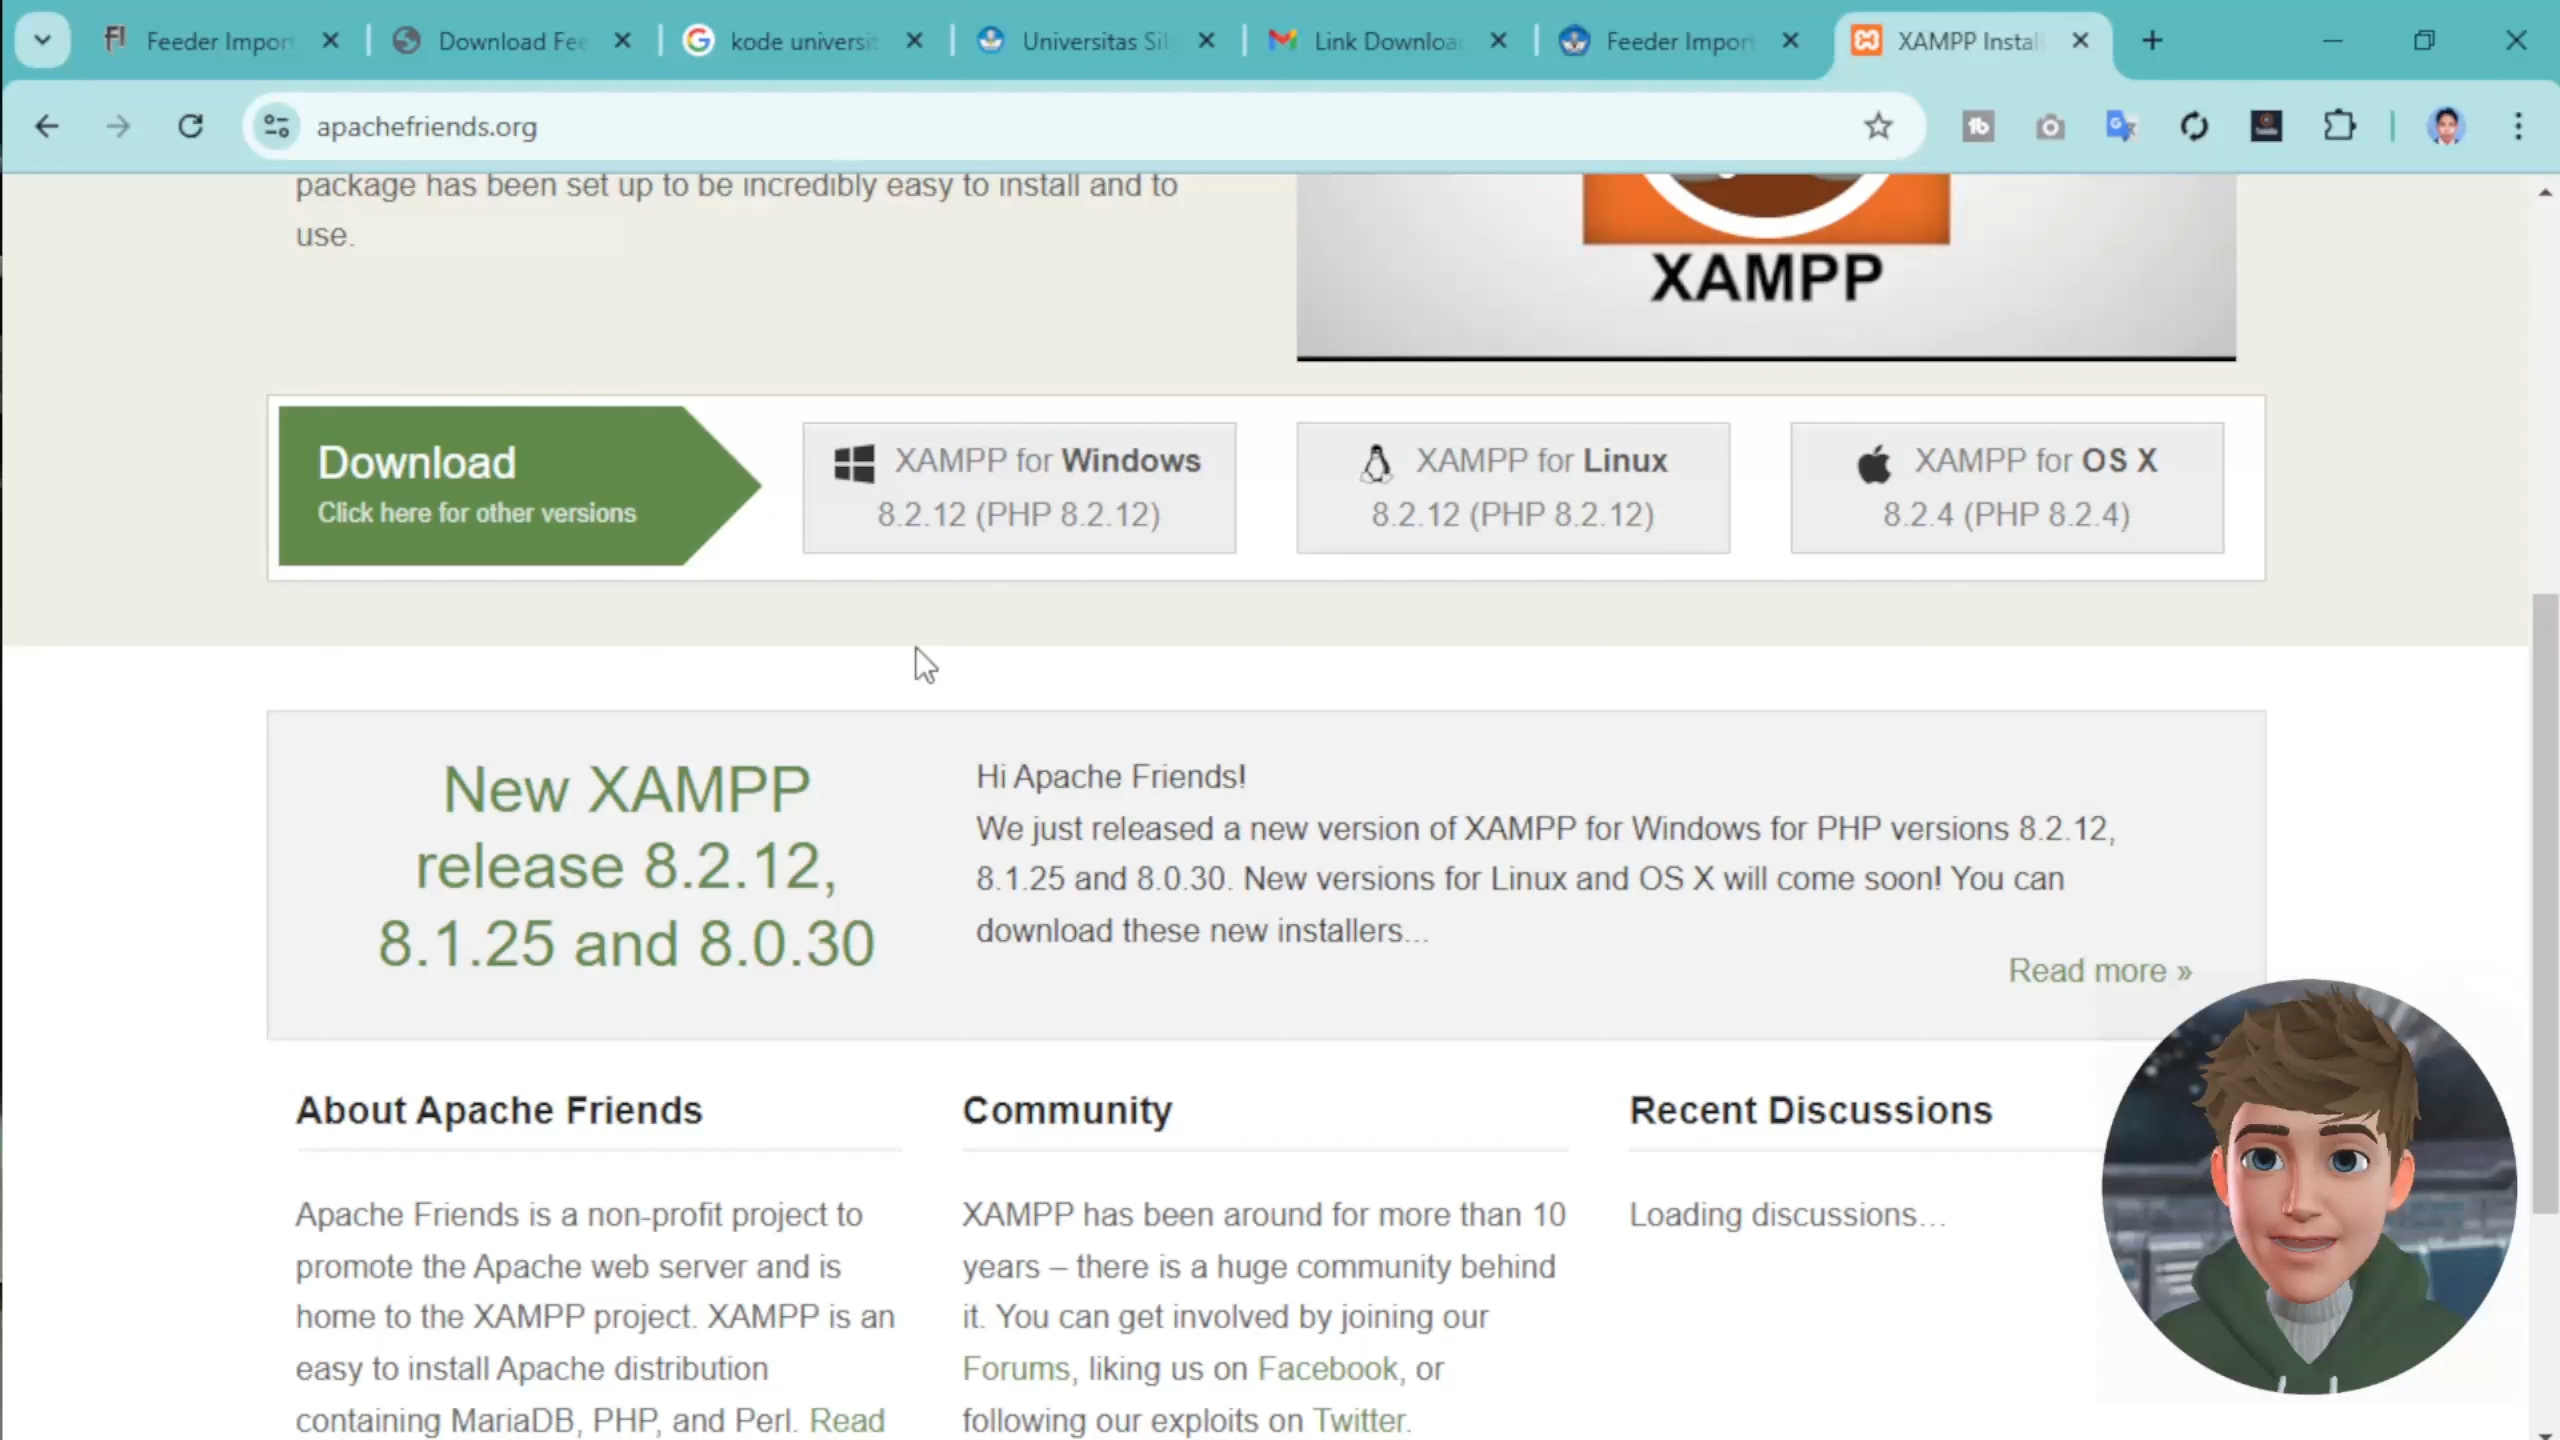 Feeder Import
Download Fee
kode universit
Universitas Sil
Link Download
Feeder Import
XAMPP Instal
apachefriends.org
package has been set up to be incredibly easy to install and to
use.
XAMPP
Download
Click here for other versions
XAMPP for Windows
8.2.12 (PHP 8.2.12)
XAMPP for Linux
8.2.12 (PHP 8.2.12)
XAMPP for OS X
8.2.4 (PHP 8.2.4)
New XAMPP
release 8.2.12,
8.1.25 and 8.0.30
Hi Apache Friends!
We just released a new version of XAMPP for Windows for PHP versions 8.2.12,
8.1.25 and 8.0.30. New versions for Linux and OS X will come soon! You can
download these new installers...
Read more »
About Apache Friends
Apache Friends is a non-profit project to
promote the Apache web server and is
home to the XAMPP project. XAMPP is an
easy to install Apache distribution
containing MariaDB, PHP, and Perl. Read
Community
XAMPP has been around for more than 10
years – there is a huge community behind
it. You can get involved by joining our
Forums, liking us on Facebook, or
following our exploits on Twitter.
Recent Discussions
Loading discussions...